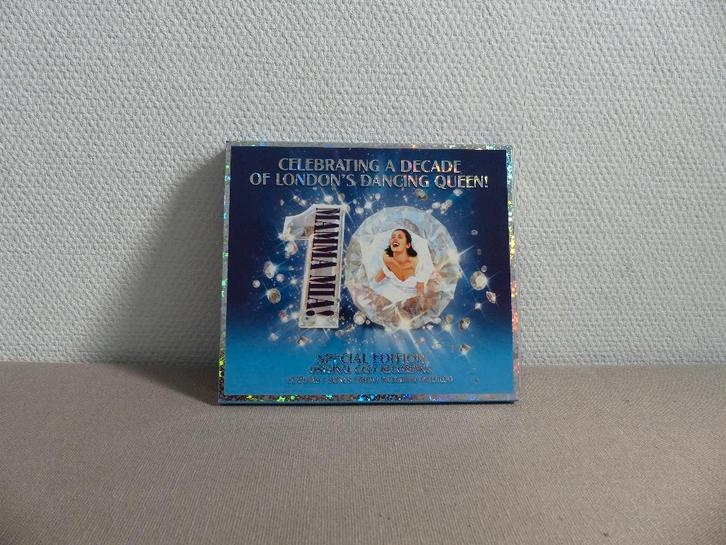 CELEBRATING A DECADE
OF LONDON'S DANCING QUEEN!
10
MAMMA MIA!
SPECIAL EDITION
ORIGINAL CAST RECORDING